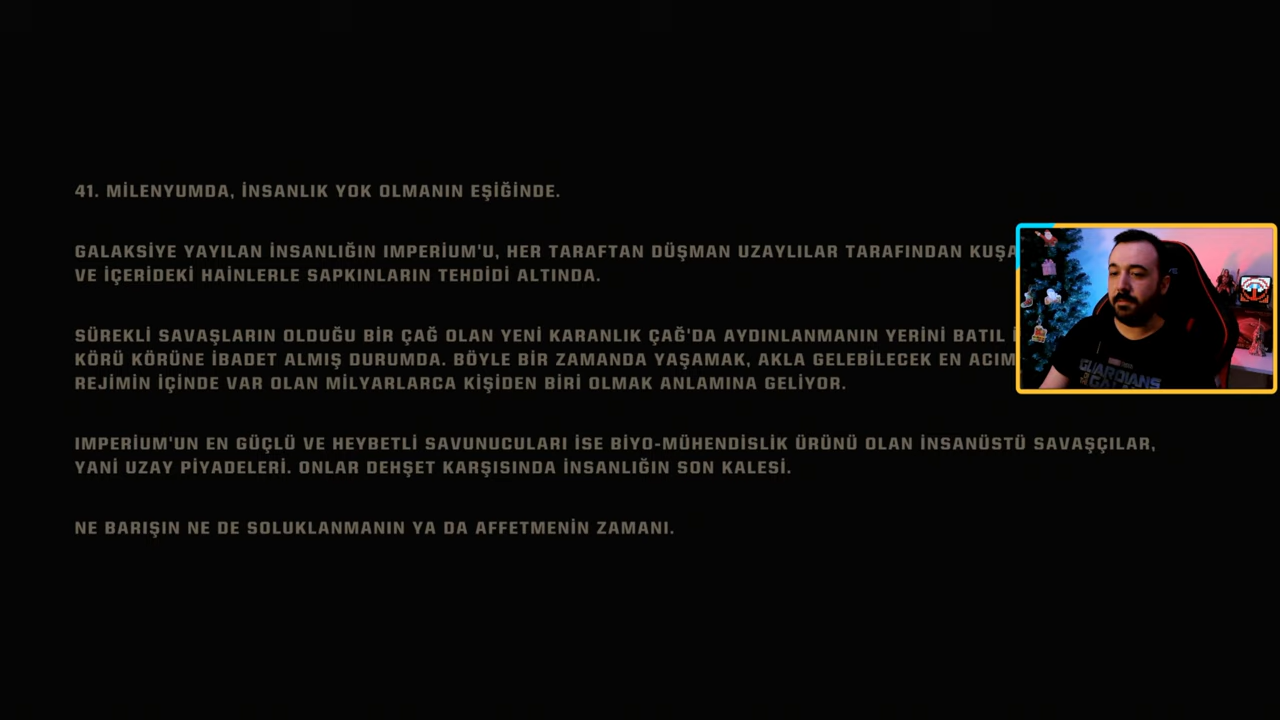 41. MİLENYUMDA, İNSANLIK YOK OLMANIN EŞİĞİNDE.
GALAKSİYE YAYILAN İNSANLIĞIN IMPERİUM'U, HER TARAFTAN DÜŞMAN UZAYLILAR TARAFINDAN
VE İÇERİDEKİ HAİNLERLE SAPKINLARIN TEHDİDİ ALTINDA.
SÜREKLİ SAVAŞLARIN OLDUĞU BİR ÇAĞ OLAN YENİ KARANLIK ÇAĞ'DA AYDINLANMANIN YERİNİ BATIL
KÖRÜ KÖRÜNE İBADET ALMIŞ DURUMDA. BÖYLE BİR ZAMANDA YAŞAMAK, AKLA GELEBİLECEK EN
REJİMİN İÇİNDE VAR OLAN MİLYARLARCA KİŞİDEN BİRİ OLMAK ANLAMINA GELİYOR.
IMPERİUM'UN EN GÜÇLÜ VE HEYBETLİ SAVUNUCULARI İSE BİYO-MÜHENDİSLİK ÜRÜNÜ OLAN İNSANÜSTÜ SAVAŞÇILAR,
YANİ UZAY PİYADELERİ. ONLAR DEHŞET KARŞISINDA İNSANLIĞIN SON KALESİ.
NE BARIŞIN NE DE SOLUKLANMANIN YA DA AFFETMENİN ZAMANI.
GUARDIANS